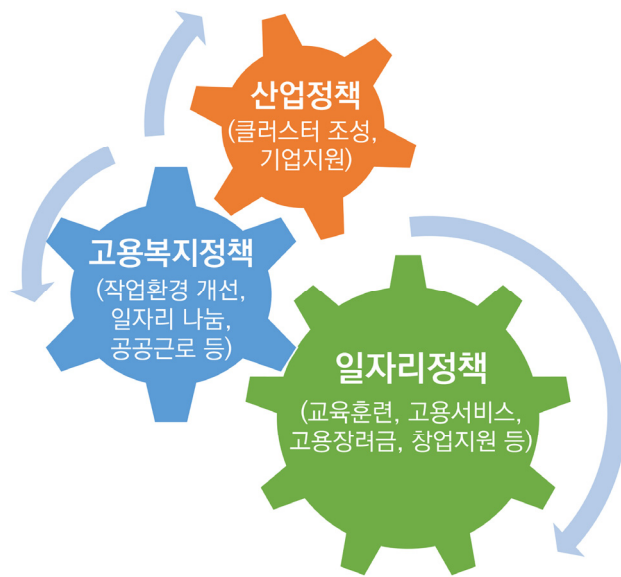 산업정책
(클러스터 조성,
기업지원)
고용복지정책
(작업환경 개선,
일자리 나눔,
공공근로 등)
일자리정책
(교육훈련, 고용서비스,
고용장려금, 창업지원 등)